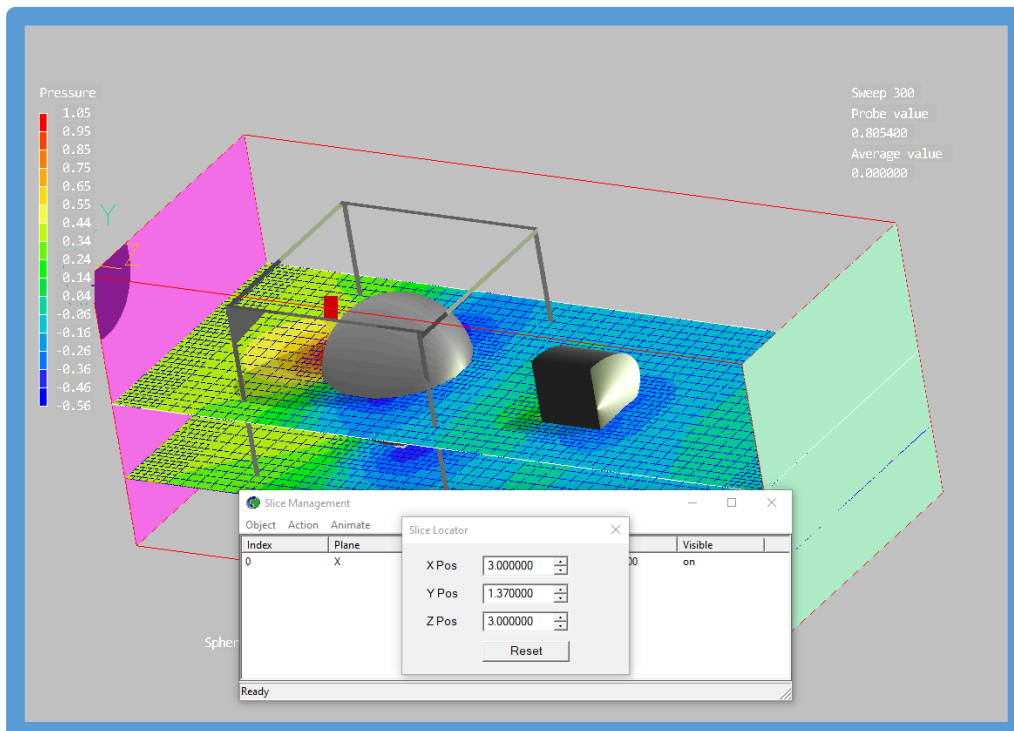 Pressure
1.05
0.95
0.85
0.75
0.65
0.55
0.44
0.34
0.24
0.14
0.04
-0.06
-0.16
-0.26
-0.36
-0.46
-0.56
Y
Z
Sweep 300
Probe value
0.805400
Average value
0.000000
Spher
Slice Management
Object Action Animate
Index Plane Visible
0 X 00 on
Slice Locator
X Pos 3.000000
Y Pos 1.370000
Z Pos 3.000000
Reset
Ready